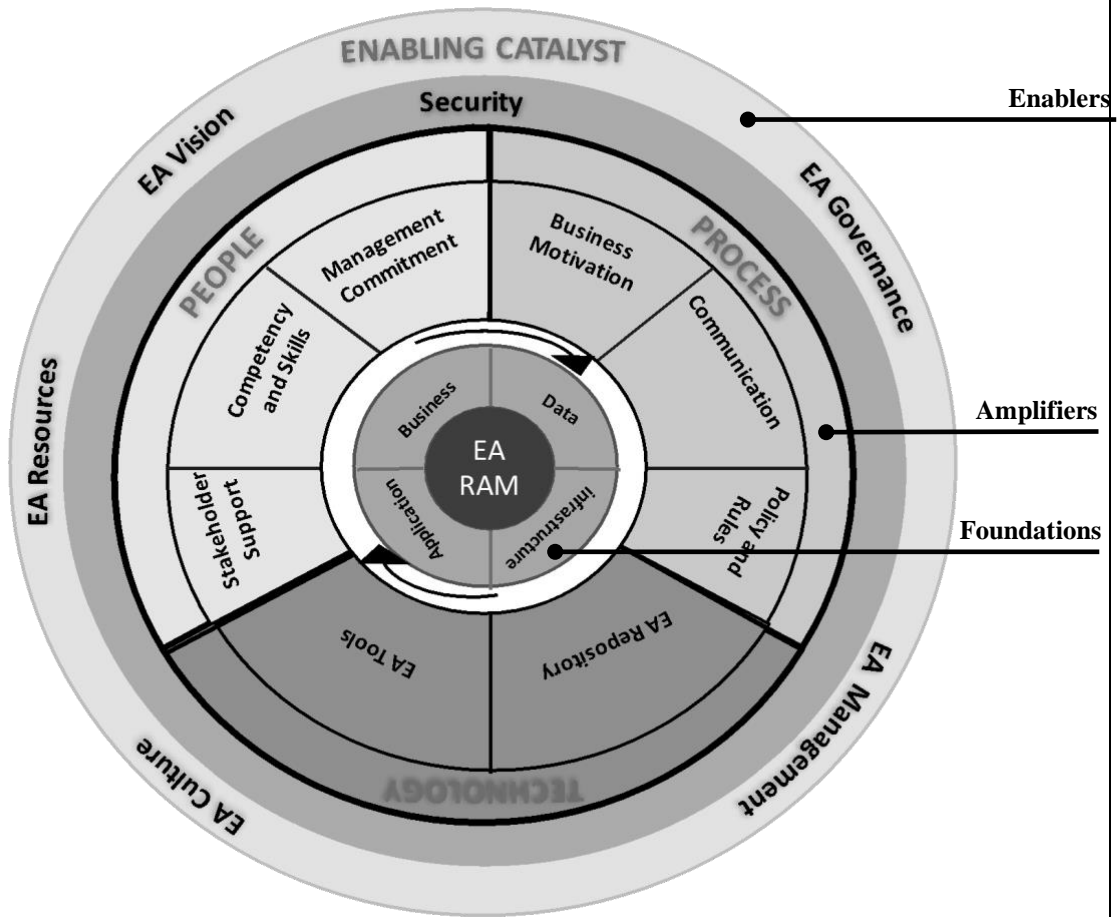 ENABLING CATALYST
Security
Enablers
EA Vision
EA Governance
PEOPLE
PROCESS
Management
Commitment
Business
Motivation
Competency
and Skills
Communication
Amplifiers
Business
Data
EA
RAM
EA Resources
Stakeholder
Support
Application
infrastructure
Policy and
Rules
Foundations
EA Tools
EA Repository
TECHNOLOGY
EA Culture
EA Management